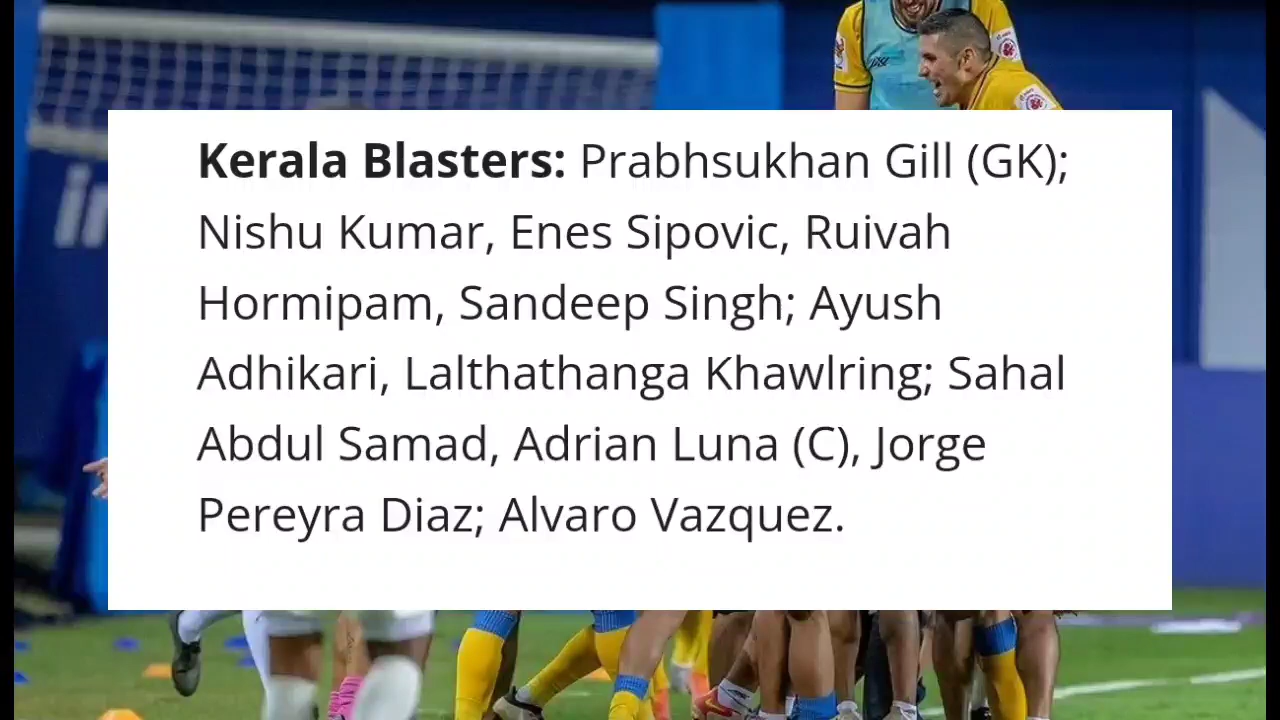 Kerala Blasters: Prabhsukhan Gill (GK);
Nishu Kumar, Enes Sipovic, Ruivah
Hormipam, Sandeep Singh; Ayush
Adhikari, Lalthathanga Khawlring; Sahal
Abdul Samad, Adrian Luna (C), Jorge
Pereyra Diaz; Alvaro Vazquez.